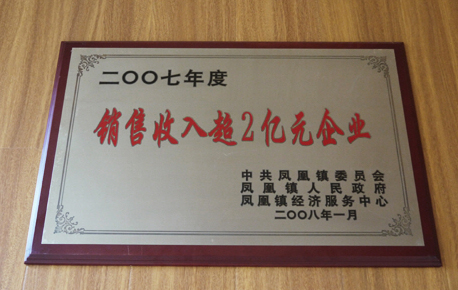 二〇〇七年度
销售收入超2亿元企业
中共凤凰镇委员会
凤凰镇人民政府
凤凰镇经济服务中心
二〇〇八年一月